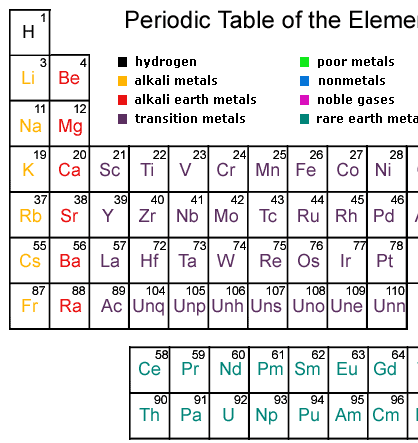 Periodic Table of the Eleme
1
H
hydrogen
poor metals
3 4
Li Be
alkali metals
nonmetals
alkali earth metals
noble gases
11 12
Na Mg
transition metals
rare earth meta
19 20 21 22 23 24 25 26 27 28
K Ca Sc Ti V Cr Mn Fe Co Ni
37 38 39 40 41 42 43 44 45 46
Rb Sr Y Zr Nb Mo Tc Ru Rh Pd
55 56 57 72 73 74 75 76 77 78
Cs Ba La Hf Ta W Re Os Ir Pt
87 88 89 104 105 106 107 108 109 110
Fr Ra Ac Unq Unp Unh Uns Uno Une Unn
58 59 60 61 62 63 64
Ce Pr Nd Pm Sm Eu Gd
90 91 92 93 94 95 96
Th Pa U Np Pu Am Cm